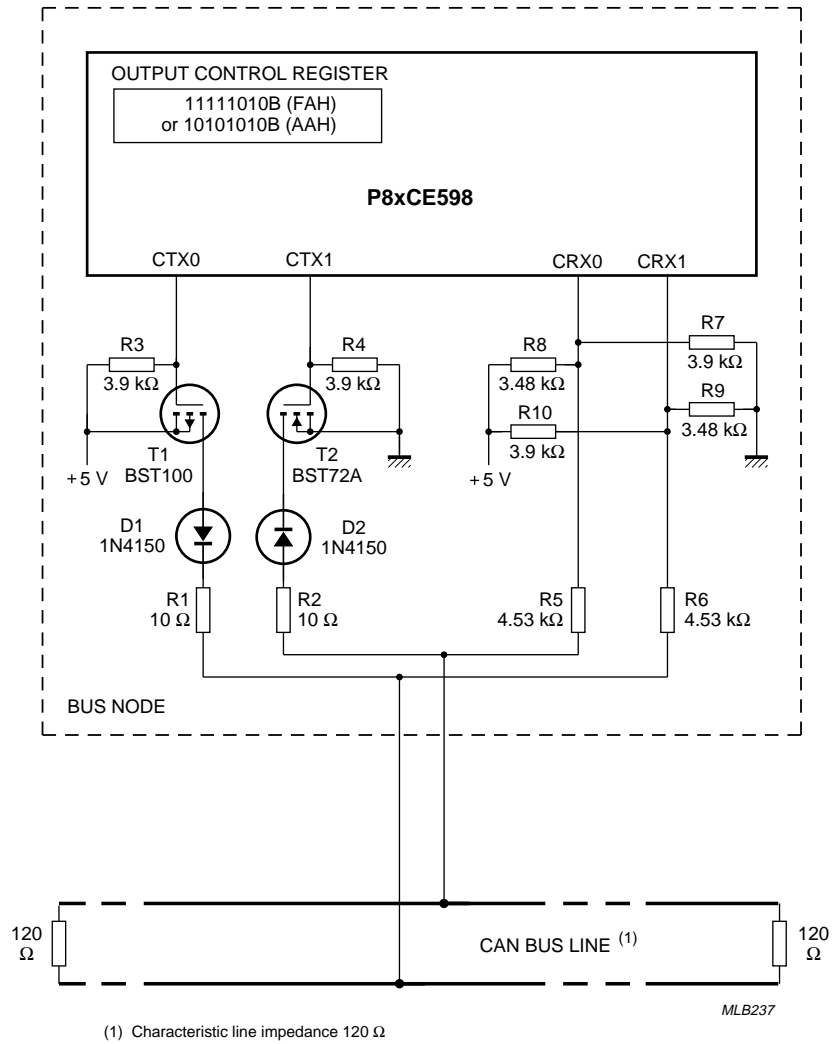 OUTPUT CONTROL REGISTER
11111010B (FAH)
or 10101010B (AAH)
P8xCE598
CTX0 CTX1 CRX0 CRX1
R3
3.9 kΩ
R4
3.9 kΩ
R8
3.48 kΩ
R7
3.9 kΩ
R10
3.9 kΩ
R9
3.48 kΩ
+5 V
T1
BST100
T2
BST72A
+5 V
D1
1N4150
D2
1N4150
R1
10 Ω
R2
10 Ω
R5
4.53 kΩ
R6
4.53 kΩ
BUS NODE
120
Ω
CAN BUS LINE (1)
120
Ω
MLB237
(1) Characteristic line impedance 120 Ω